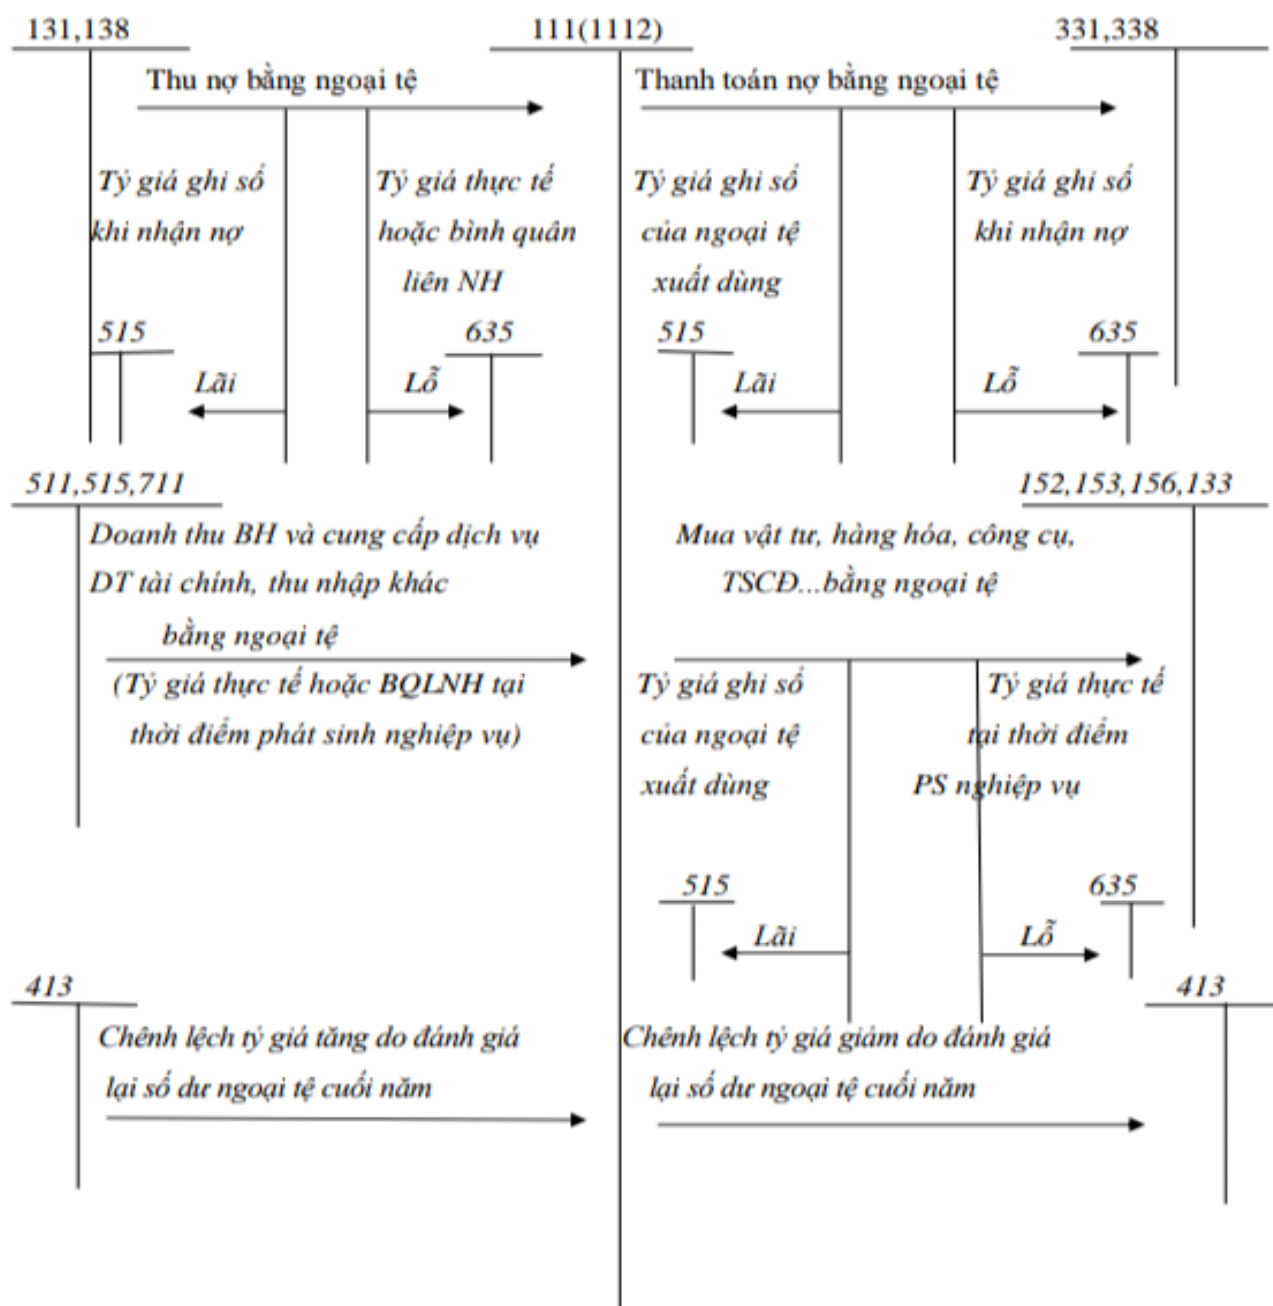 131,138
111(1112)
331,338
Thu nợ bằng ngoại tệ
Thanh toán nợ bằng ngoại tệ
Tỷ giá ghi sổ
khi nhận nợ
Tỷ giá thực tế
hoặc bình quân
liên NH
Tỷ giá ghi sổ
của ngoại tệ
xuất dùng
Tỷ giá ghi sổ
khi nhận nợ
515
635
515
635
Lãi
Lỗ
Lãi
Lỗ
511,515,711
152,153,156,133
Doanh thu BH và cung cấp dịch vụ
DT tài chính, thu nhập khác
bằng ngoại tệ
(Tỷ giá thực tế hoặc BQLNH tại
thời điểm phát sinh nghiệp vụ)
Mua vật tư, hàng hóa, công cụ,
TSCĐ...bằng ngoại tệ
Tỷ giá ghi sổ
của ngoại tệ
xuất dùng
Tỷ giá thực tế
tại thời điểm
PS nghiệp vụ
515
635
Lãi
Lỗ
413
413
Chênh lệch tỷ giá tăng do đánh giá
lại số dư ngoại tệ cuối năm
Chênh lệch tỷ giá giảm do đánh giá
lại số dư ngoại tệ cuối năm